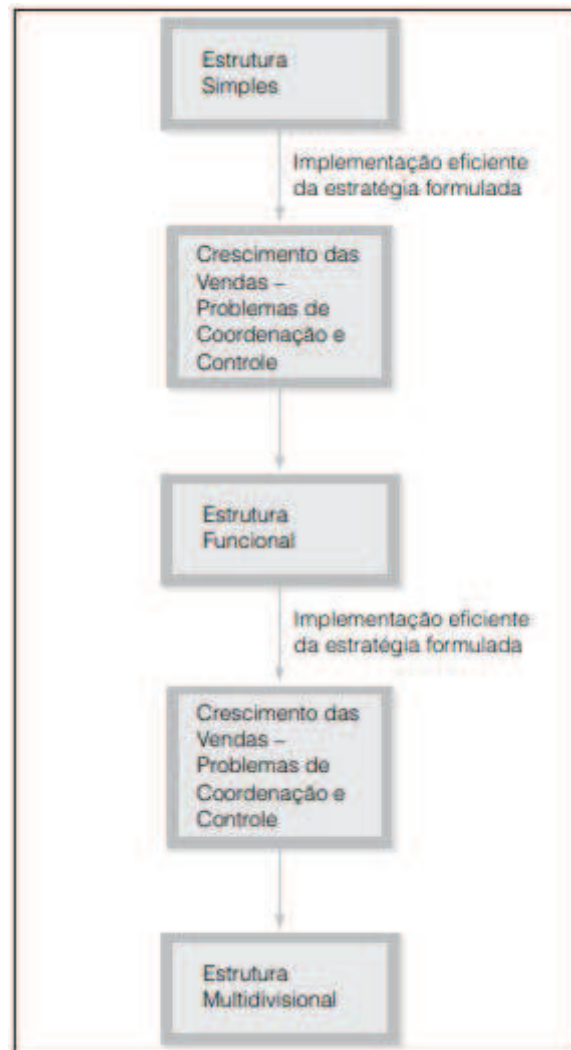 Estrutura
Simples
Implementação eficiente
da estratégia formulada
Crescimento das
Vendas –
Problemas de
Coordenação e
Controle
Estrutura
Funcional
Implementação eficiente
da estratégia formulada
Crescimento das
Vendas –
Problemas de
Coordenação e
Controle
Estrutura
Multidivisional